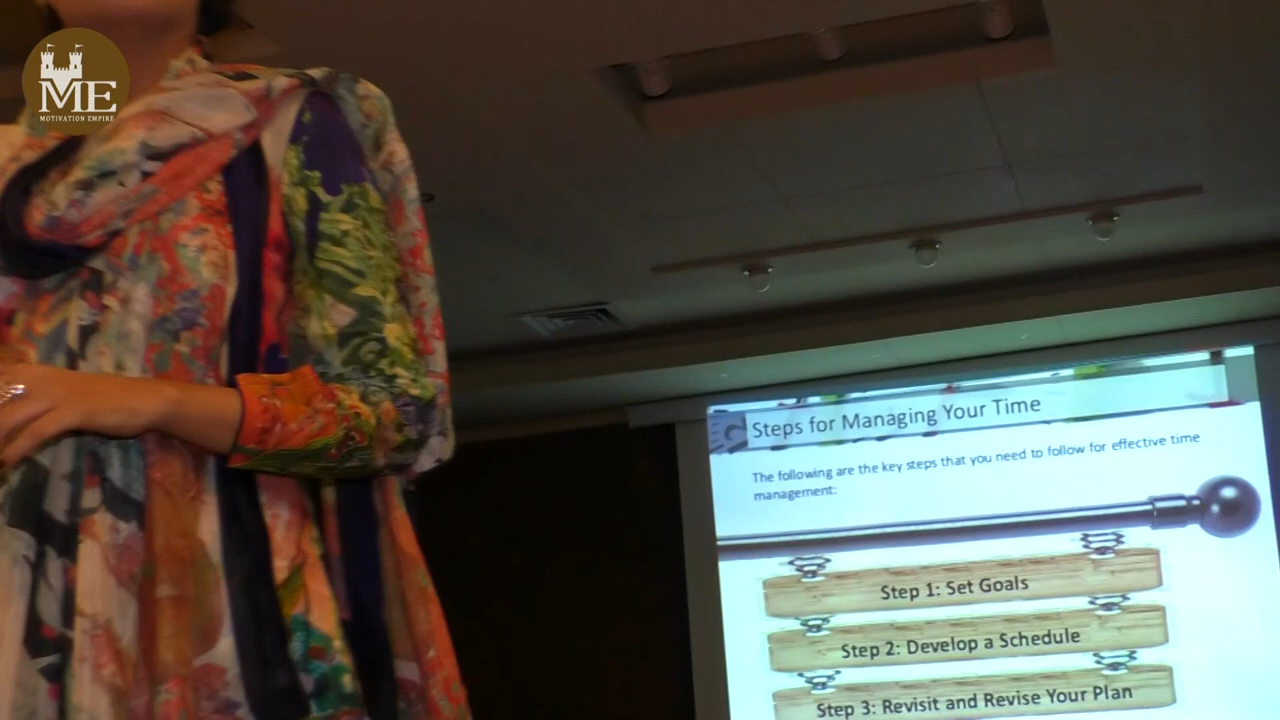 ME
MOTIVATION EMPIRE
Steps for Managing Your Time
The following are the key steps that you need to follow for effective time
management:
Step 1: Set Goals
Step 2: Develop a Schedule
Step 3: Revisit and Revise Your Plan